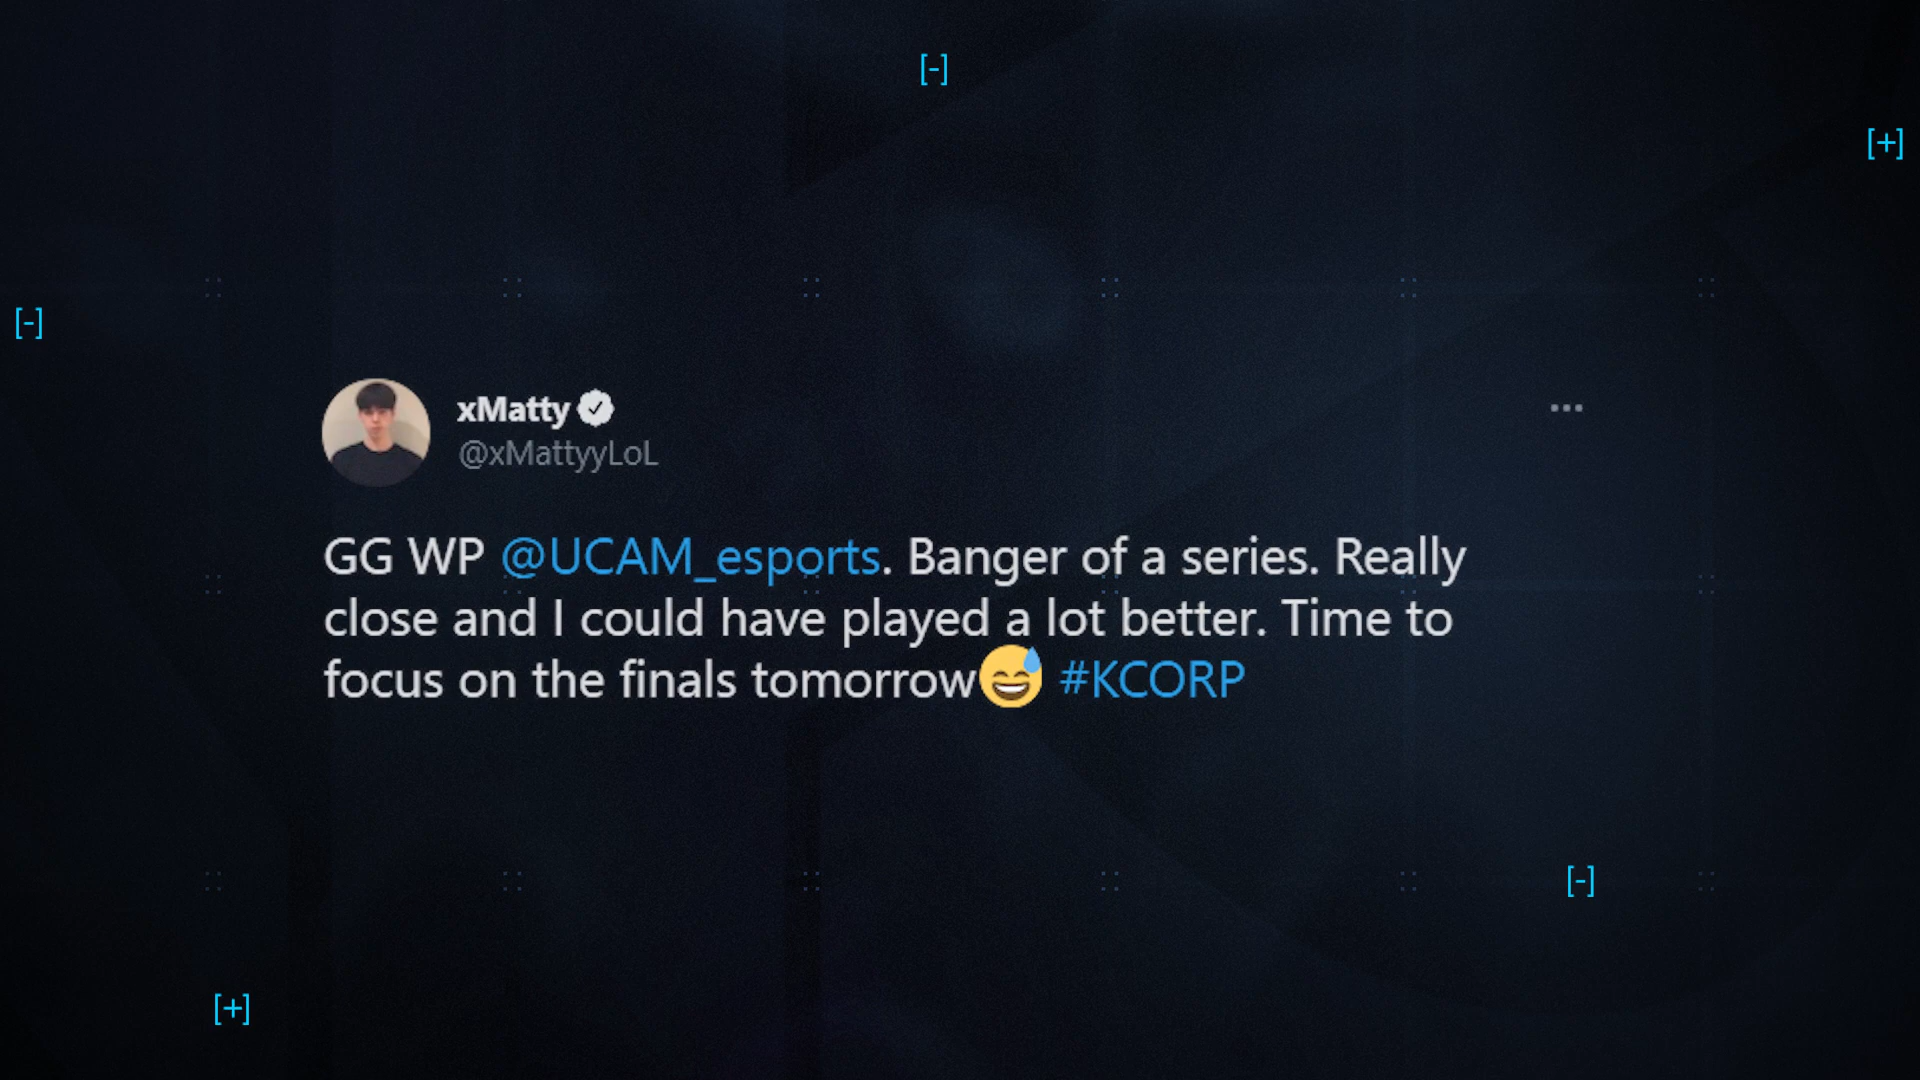 [-]
[+]
[-]
xMatty
@xMattyyLoL
GG WP @UCAM_esports. Banger of a series. Really
close and I could have played a lot better. Time to
focus on the finals tomorrow😅 #KCORP
[-]
[+]